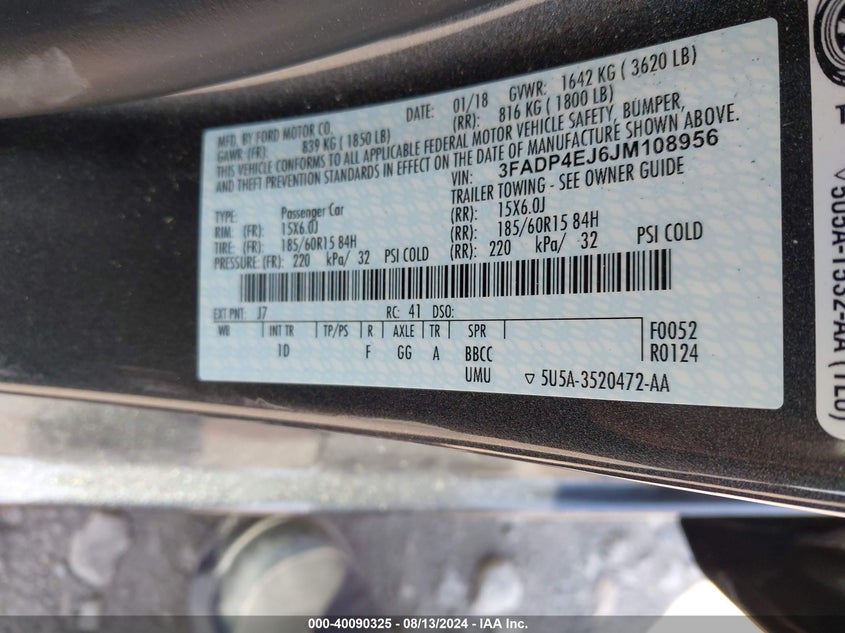 MFD. BY FORD MOTOR CO. DATE: 01/18 GVWR: 1642 KG ( 3620 LB)
GAWR: (FR): 839 KG ( 1850 LB) (RR): 816 KG ( 1800 LB)
THIS VEHICLE CONFORMS TO ALL APPLICABLE FEDERAL MOTOR VEHICLE SAFETY, BUMPER,
AND THEFT PREVENTION STANDARDS IN EFFECT ON THE DATE OF MANUFACTURE SHOWN ABOVE.
VIN: 3FADP4EJ6JM108956
TYPE: Passenger Car TRAILER TOWING - SEE OWNER GUIDE
RIM: (FR): 15X6.0J (RR): 15X6.0J
TIRE: (FR): 185/60R15 84H (RR): 185/60R15 84H
PRESSURE: (FR): 220 kPa/ 32 PSI COLD (RR): 220 kPa/ 32 PSI COLD
EXT PNT: J7 RC: 41 DSO:
WB INT TR TP/PS R AXLE TR SPR F0052
1D F GG A BBCC R0124
UMU ▽ 5U5A-3520472-AA
▽5U5A-1532-AA (TLU)
000-40090325 - 08/13/2024 - IAA Inc.